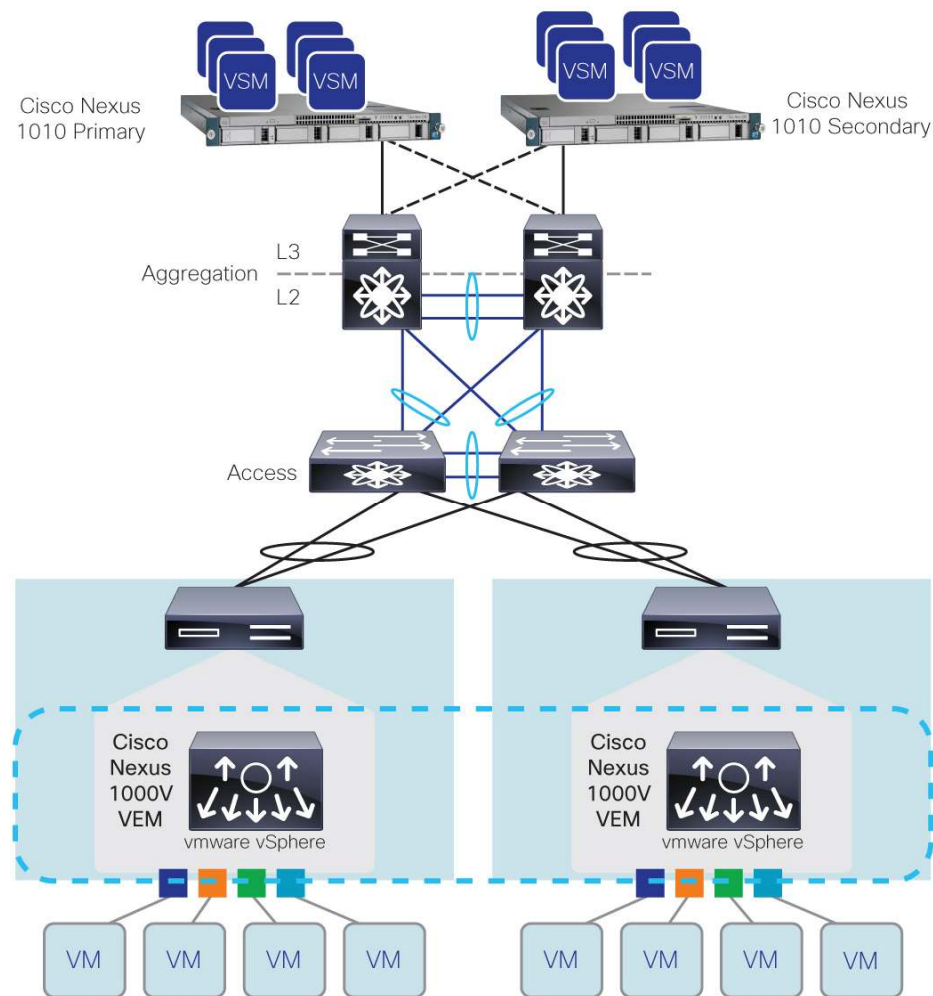 VSM
VSM
VSM
VSM
Cisco Nexus
1010 Primary
Cisco Nexus
1010 Secondary
L3
Aggregation
L2
Access
Cisco
Nexus
1000V
VEM
vmware vSphere
Cisco
Nexus
1000V
VEM
vmware vSphere
VM
VM
VM
VM
VM
VM
VM
VM